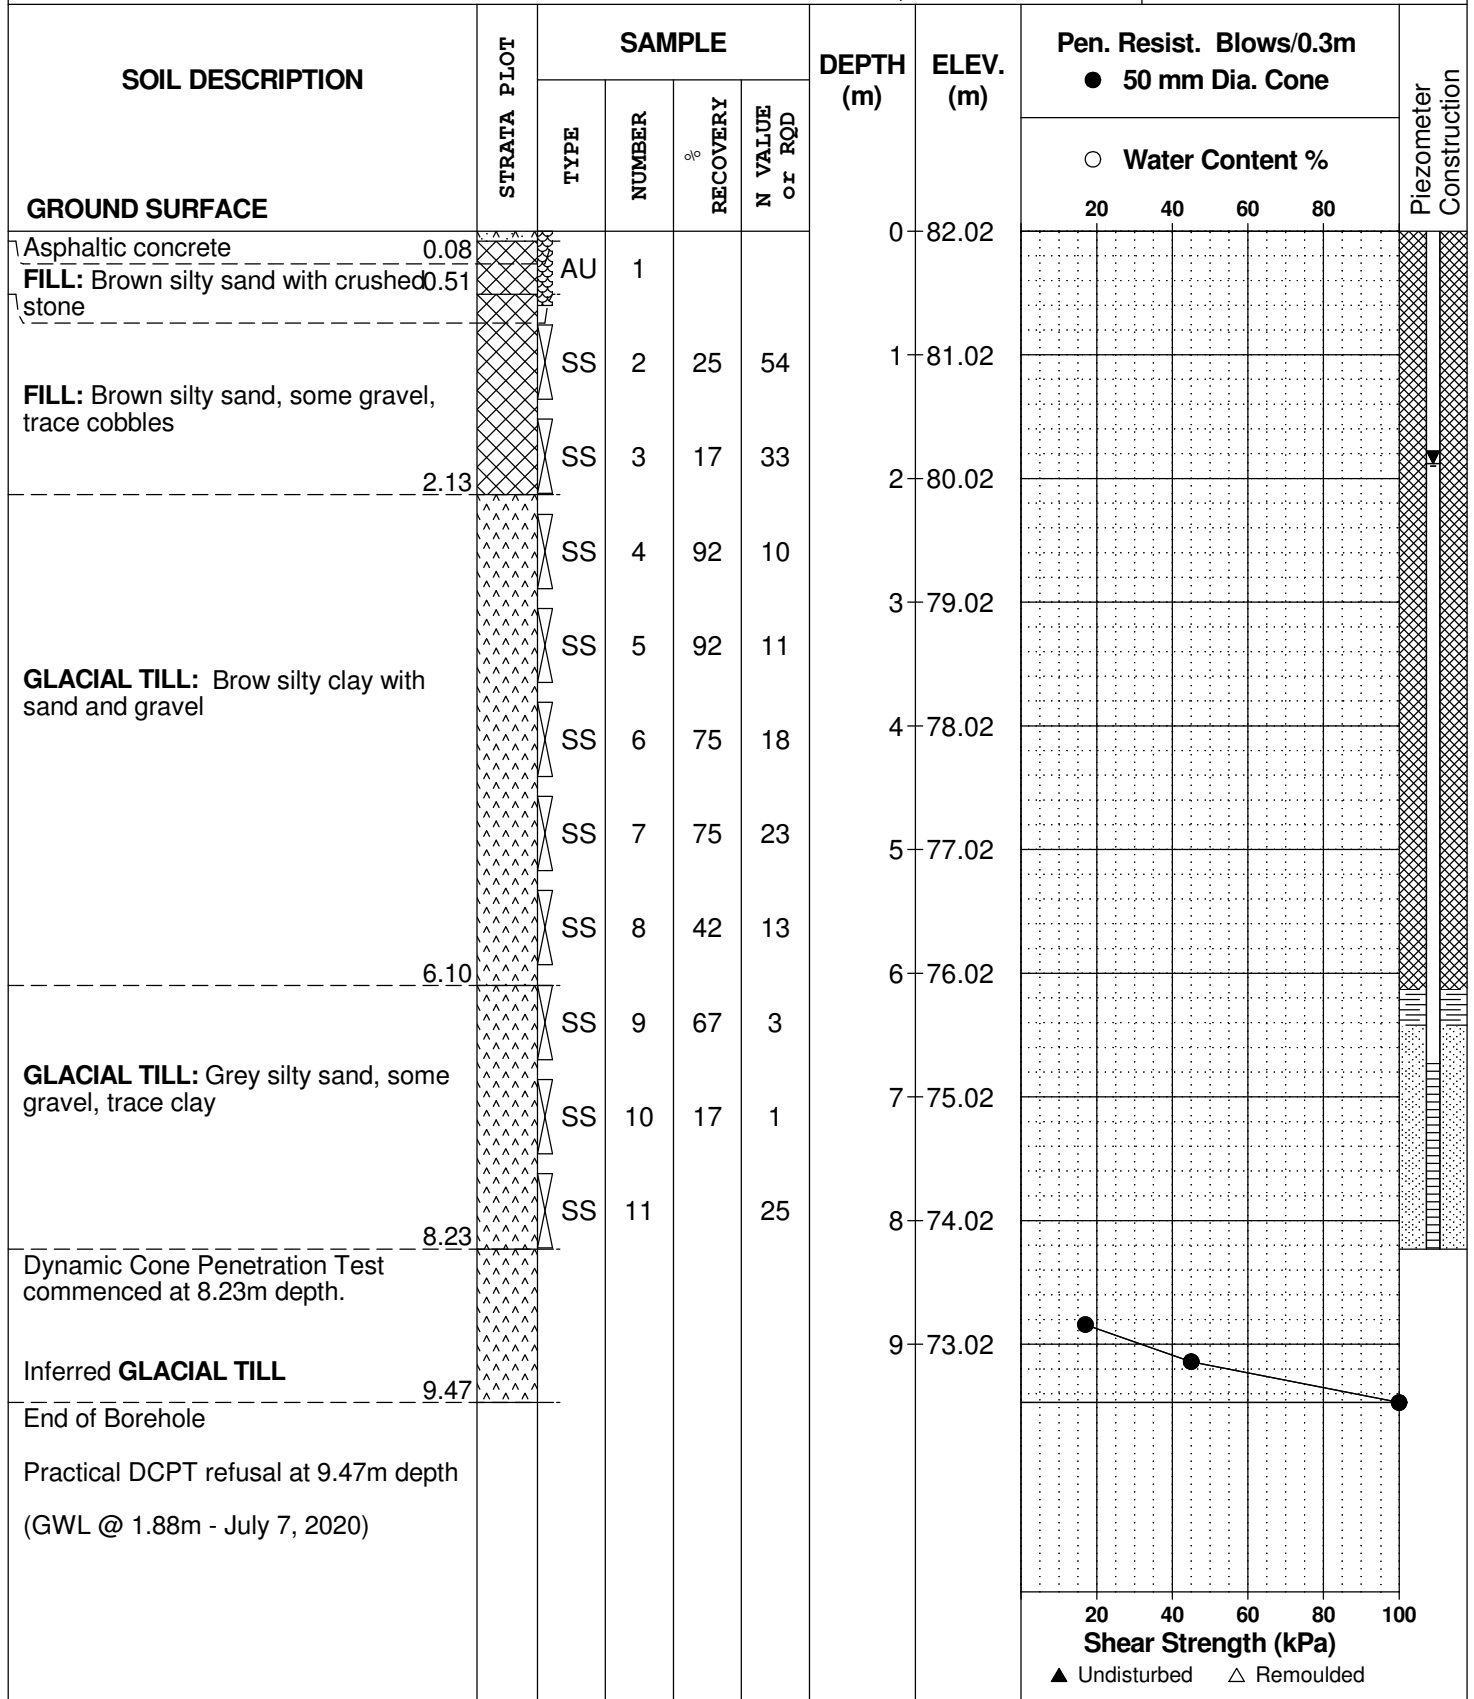 SOIL DESCRIPTION
GROUND SURFACE
STRATA PLOT
SAMPLE
TYPE
NUMBER
% RECOVERY
N VALUE or RQD
DEPTH (m)
ELEV. (m)
Pen. Resist. Blows/0.3m
● 50 mm Dia. Cone
○ Water Content %
20 40 60 80
Piezometer Construction
0 82.02
Asphaltic concrete 0.08
FILL: Brown silty sand with crushed 0.51
stone
AU 1
SS 2 25 54
1 81.02
FILL: Brown silty sand, some gravel,
trace cobbles
SS 3 17 33
2.13
2 80.02
SS 4 92 10
3 79.02
SS 5 92 11
GLACIAL TILL: Brow silty clay with
sand and gravel
SS 6 75 18
4 78.02
SS 7 75 23
5 77.02
SS 8 42 13
6.10
6 76.02
SS 9 67 3
GLACIAL TILL: Grey silty sand, some
gravel, trace clay
7 75.02
SS 10 17 1
SS 11 25
8 74.02
8.23
Dynamic Cone Penetration Test
commenced at 8.23m depth.
9 73.02
Inferred GLACIAL TILL
9.47
End of Borehole
Practical DCPT refusal at 9.47m depth
(GWL @ 1.88m - July 7, 2020)
20 40 60 80 100
Shear Strength (kPa)
▲ Undisturbed △ Remoulded